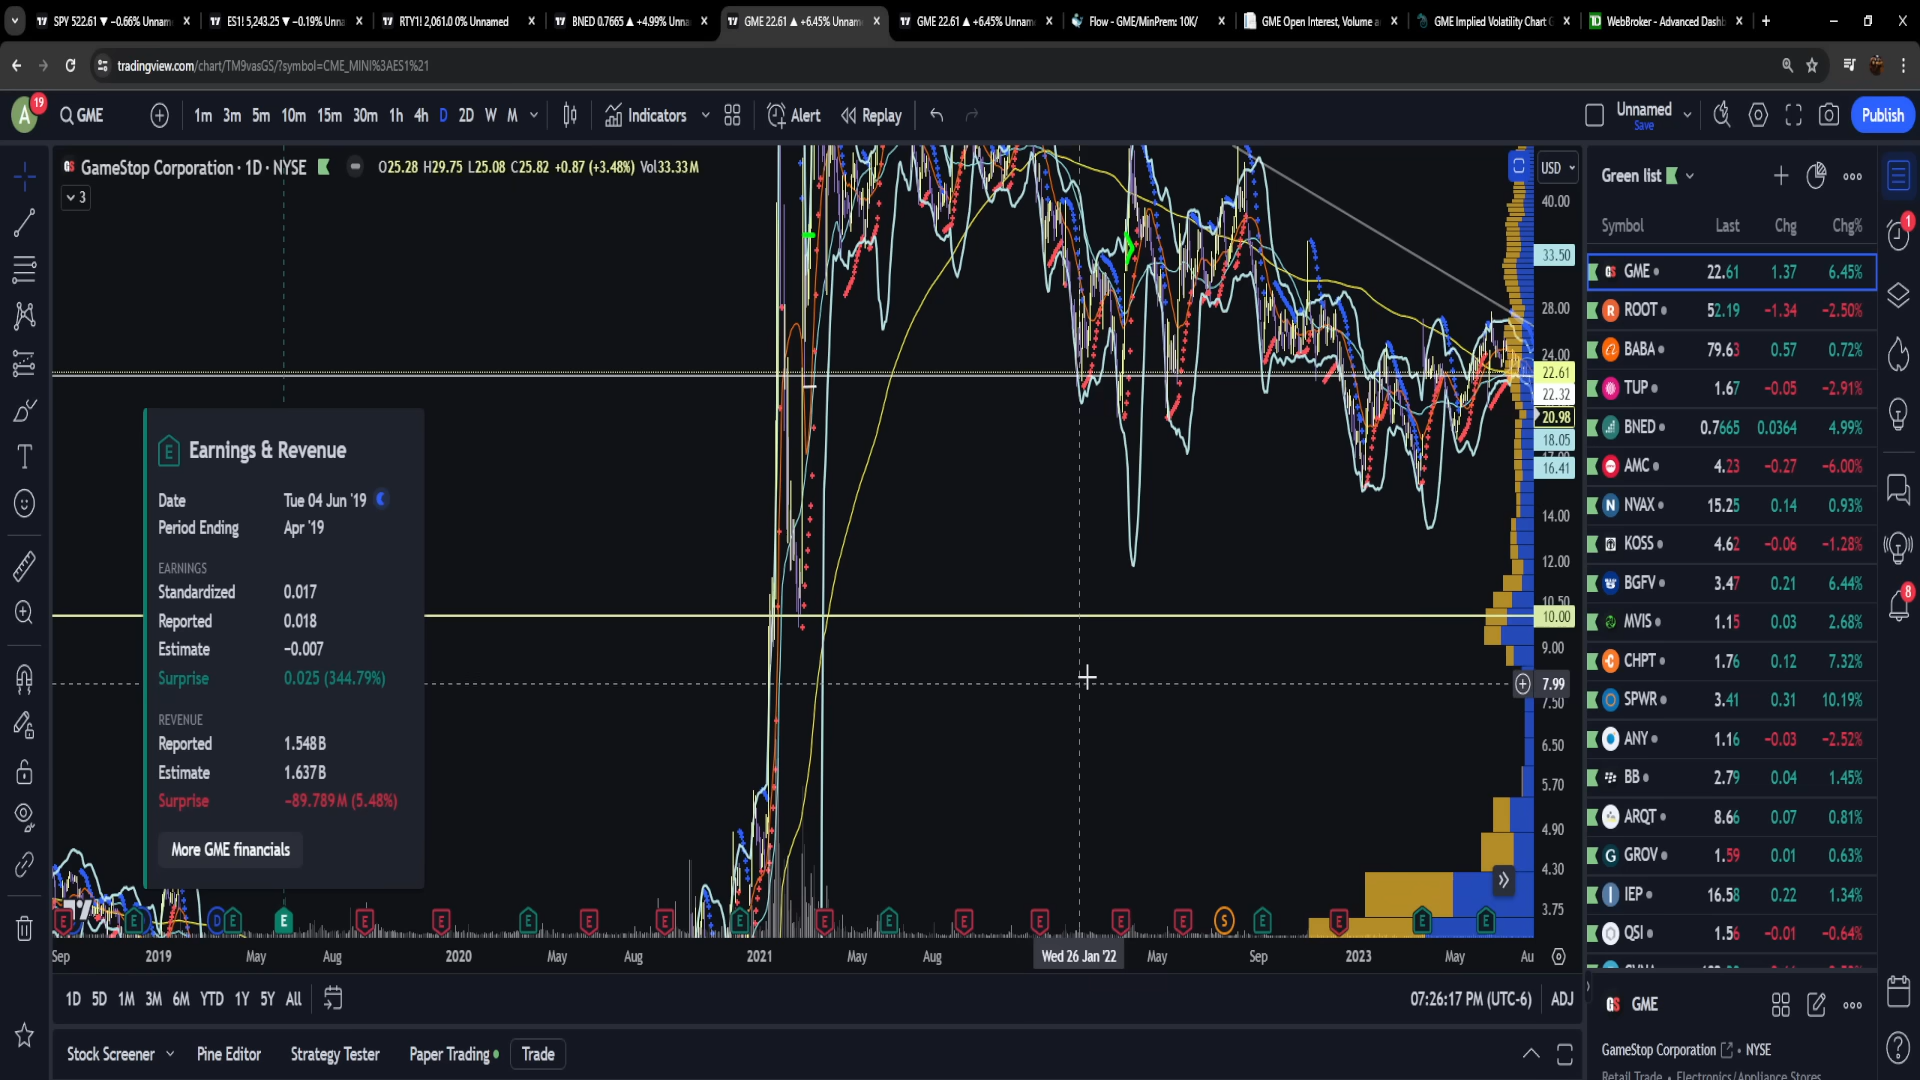 SPY 522.61 ▼ −0.66% Unnam
ES1! 5,243.25 ▼ −0.19% Unna
RTY1! 2,061.0 0% Unnamed
BNED 0.7665 ▲ +4.99% Unna
GME 22.61 ▲ +6.45% Unnam
GME 22.61 ▲ +6.45% Unnam
Flow - GME/MinPrem: 10K/
GME Open Interest, Volume a
GME Implied Volatility Chart
WebBroker - Advanced Dashb
tradingview.com/chart/TM9vasGS/?symbol=CME_MINI%3AES1%21
A 19 GME 1m 3m 5m 10m 15m 30m 1h 4h D 2D W M Indicators Alert Replay Unnamed Save Publish
GameStop Corporation · 1D · NYSE O25.28 H29.75 L25.08 C25.82 +0.87 (+3.48%) Vol33.33M
3
USD
40.00
33.50
28.00
24.00
22.61
22.32
20.98
18.05
16.41
14.00
12.00
10.50
10.00
9.00
7.99
7.50
6.50
5.70
4.90
4.30
3.75
Earnings & Revenue
Date Tue 04 Jun '19
Period Ending Apr '19
EARNINGS
Standardized 0.017
Reported 0.018
Estimate −0.007
Surprise 0.025 (344.79%)
REVENUE
Reported 1.548B
Estimate 1.637B
Surprise −89.789M (5.48%)
More GME financials
E E D E E E E E E E E E E E E E E S E E E E
Sep 2019 May Aug 2020 May Aug 2021 May Aug Wed 26 Jan '22 May Sep 2023 May Au
1D 5D 1M 3M 6M YTD 1Y 5Y All
07:26:17 PM (UTC-6) ADJ
Stock Screener Pine Editor Strategy Tester Paper Trading Trade
Green list
Symbol Last Chg Chg%
GME 22.61 1.37 6.45%
ROOT 52.19 −1.34 −2.50%
BABA 79.63 0.57 0.72%
TUP 1.67 −0.05 −2.91%
BNED 0.7665 0.0364 4.99%
AMC 4.23 −0.27 −6.00%
NVAX 15.25 0.14 0.93%
KOSS 4.62 −0.06 −1.28%
BGFV 3.47 0.21 6.44%
MVIS 1.15 0.03 2.68%
CHPT 1.76 0.12 7.32%
SPWR 3.41 0.31 10.19%
ANY 1.16 −0.03 −2.52%
BB 2.79 0.04 1.45%
ARQT 8.66 0.07 0.81%
GROV 1.59 0.01 0.63%
IEP 16.58 0.22 1.34%
QSI 1.56 −0.01 −0.64%
GME
GameStop Corporation · NYSE
Retail Trade · Electronics/Appliance Stores
1
8